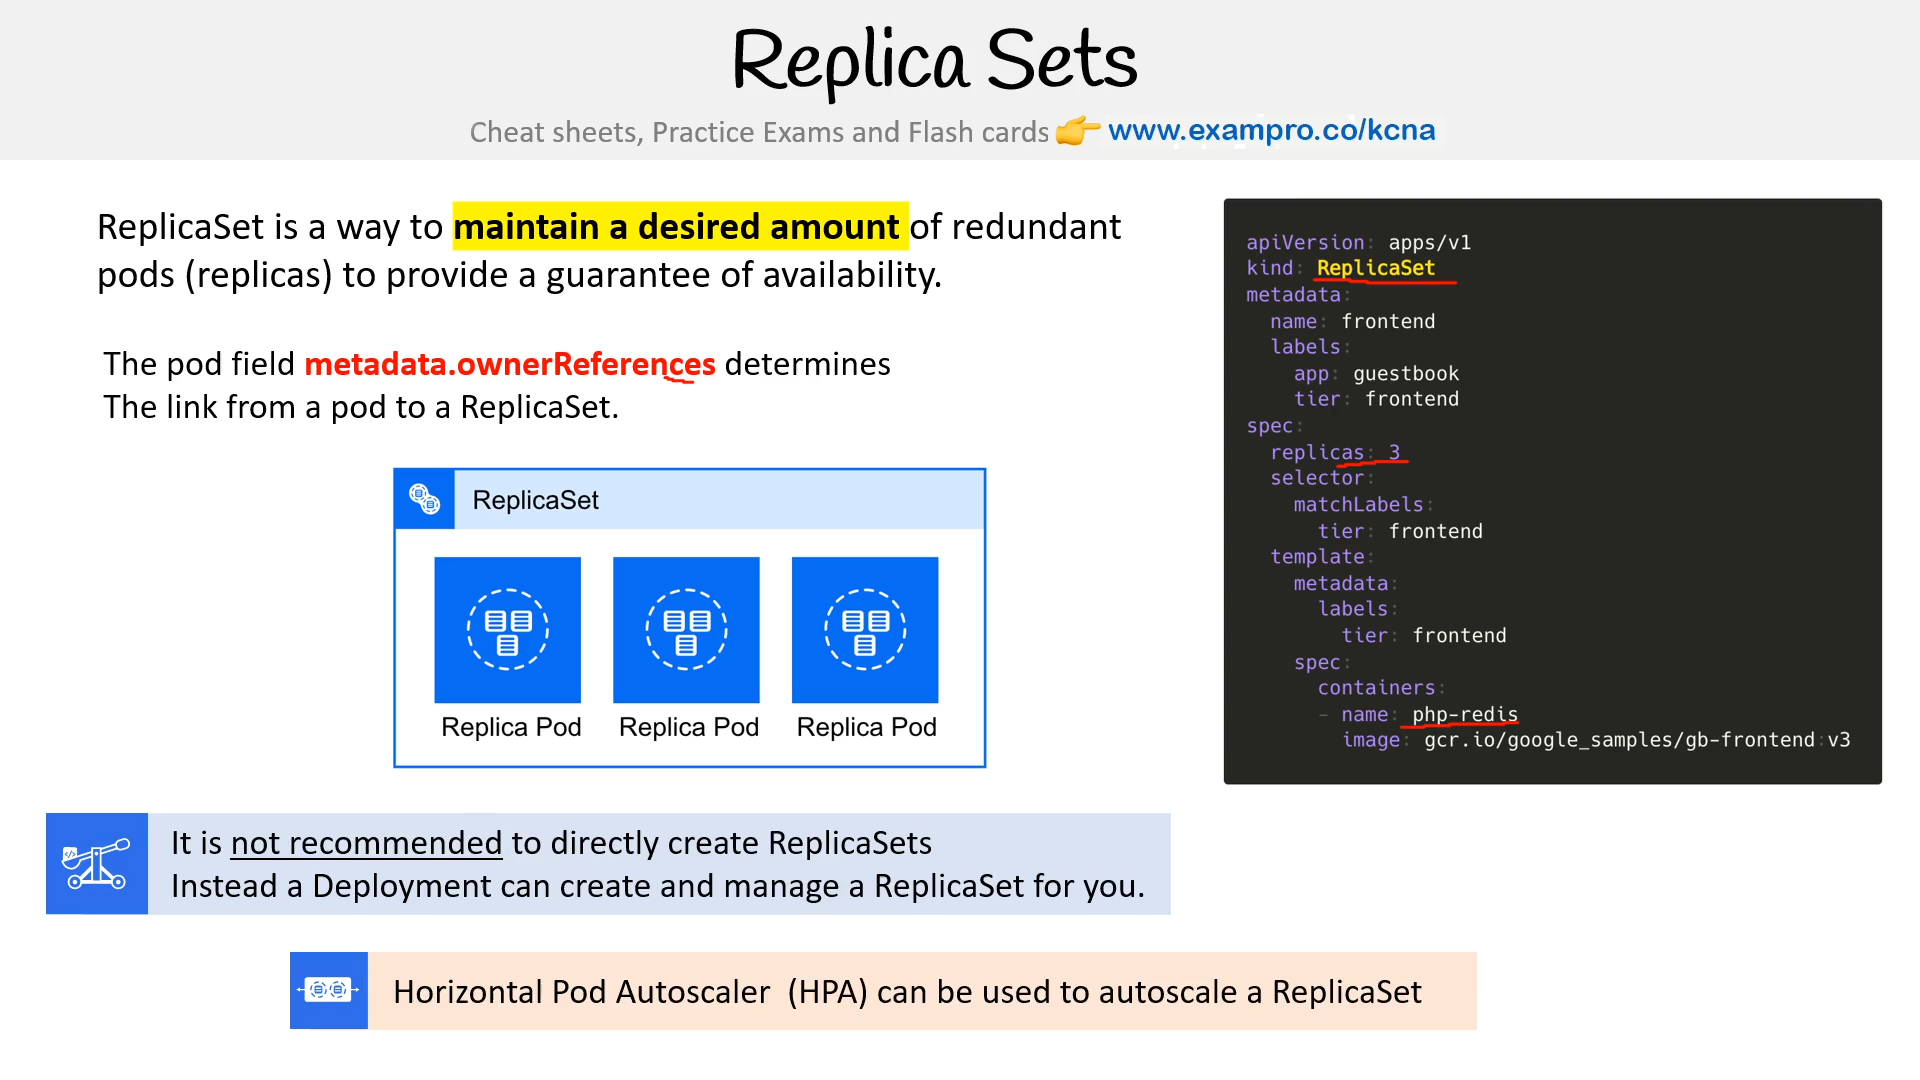 Replica Sets
Cheat sheets, Practice Exams and Flash cards 👉 www.exampro.co/kcna
ReplicaSet is a way to maintain a desired amount of redundant
pods (replicas) to provide a guarantee of availability.
The pod field metadata.ownerReferences determines
The link from a pod to a ReplicaSet.
ReplicaSet
Replica Pod
Replica Pod
Replica Pod
It is not recommended to directly create ReplicaSets
Instead a Deployment can create and manage a ReplicaSet for you.
Horizontal Pod Autoscaler (HPA) can be used to autoscale a ReplicaSet
apiVersion: apps/v1
kind: ReplicaSet
metadata:
  name: frontend
  labels:
    app: guestbook
    tier: frontend
spec:
  replicas: 3
  selector:
    matchLabels:
      tier: frontend
  template:
    metadata:
      labels:
        tier: frontend
    spec:
      containers:
      - name: php-redis
        image: gcr.io/google_samples/gb-frontend:v3